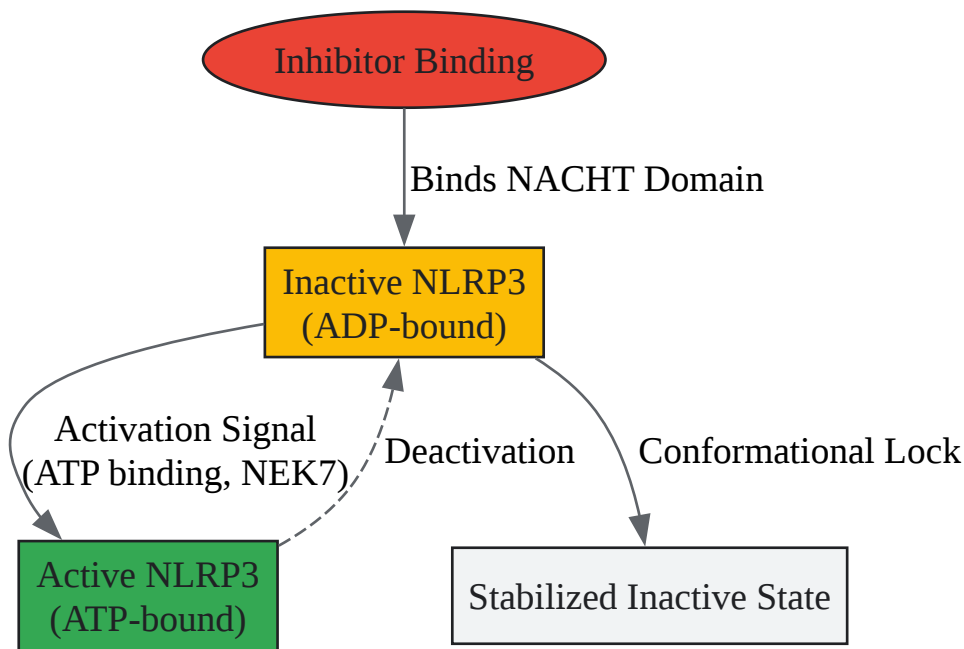 Inhibitor Binding
Binds NACHT Domain
Inactive NLRP3
(ADP-bound)
Activation Signal
(ATP binding, NEK7)
Deactivation
Conformational Lock
Active NLRP3
(ATP-bound)
Stabilized Inactive State